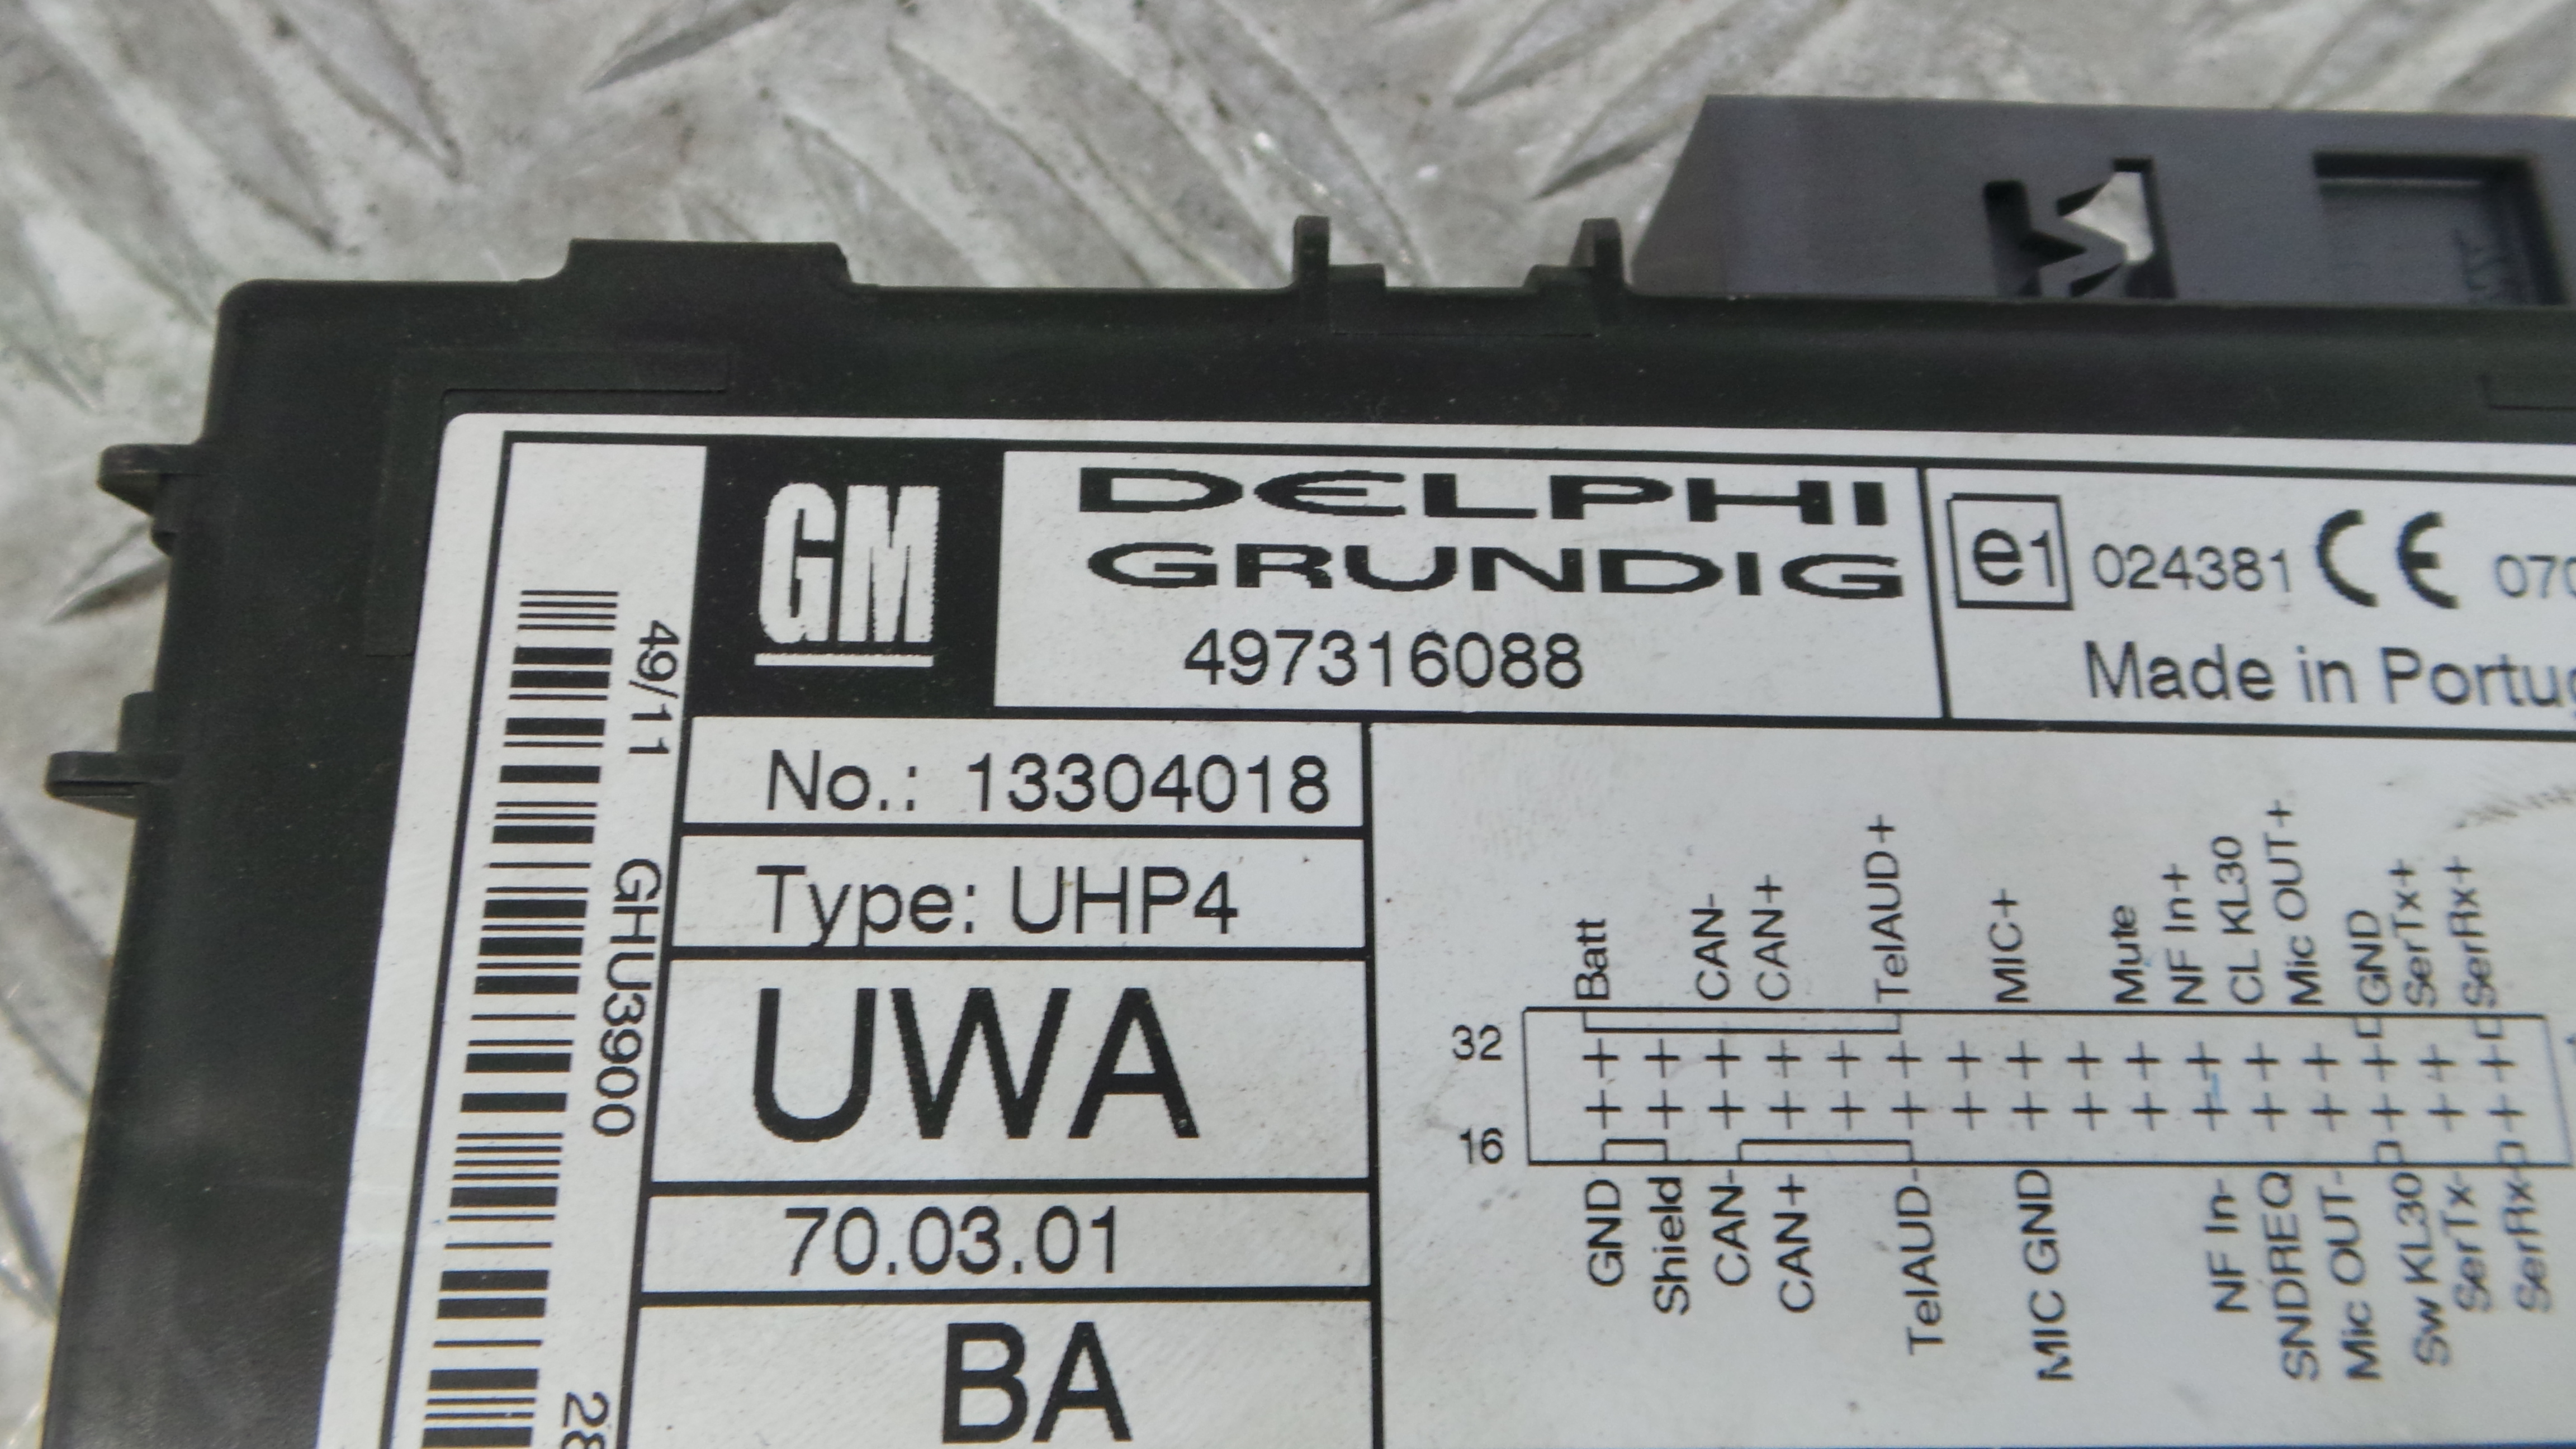 GM
DELPHI
GRUNDIG
497316088
e1 024381 CE
Made in
No.: 13304018
Type: UHP4
UWA
70.03.01
BA
49/11 GHU3900 28
Batt CAN- CAN+ TelAUD+ MIC+ Mute NF In+ CL KL30 Mic OUT+ GND SerTx+ SerRx+
32
+ + + + + + + + + + + + + + + +
+ + + + + + + + + + + + + + + +
16
GND Shield CAN- CAN+ TelAUD- MIC GND NF In- SNDREQ Mic OUT- Sw KL30 SerTx- SerRx-